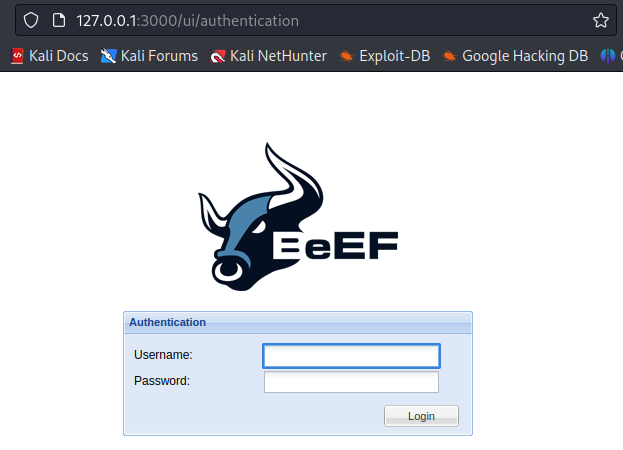 127.0.0.1:3000/ui/authentication
Kali Docs Kali Forums Kali NetHunter Exploit-DB Google Hacking DB
BeEF
Authentication
Username:
Password:
Login